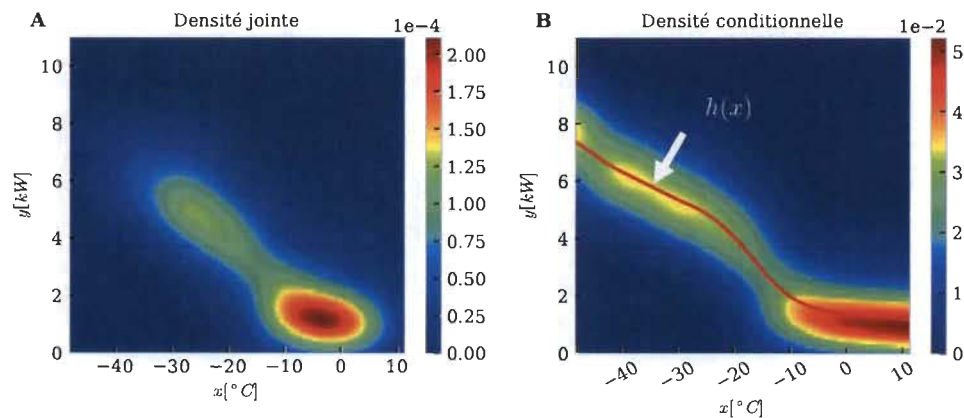 A Densité jointe
1e−4
10
8
6
4
2
0
y[kW]
−40 −30 −20 −10 0 10
x[°C]
2.00
1.75
1.50
1.25
1.00
0.75
0.50
0.25
0.00
B Densité conditionnelle
1e−2
h(x)
10
8
6
4
2
0
y[kW]
−40 −30 −20 −10 0 10
x[°C]
5
4
3
2
1
0